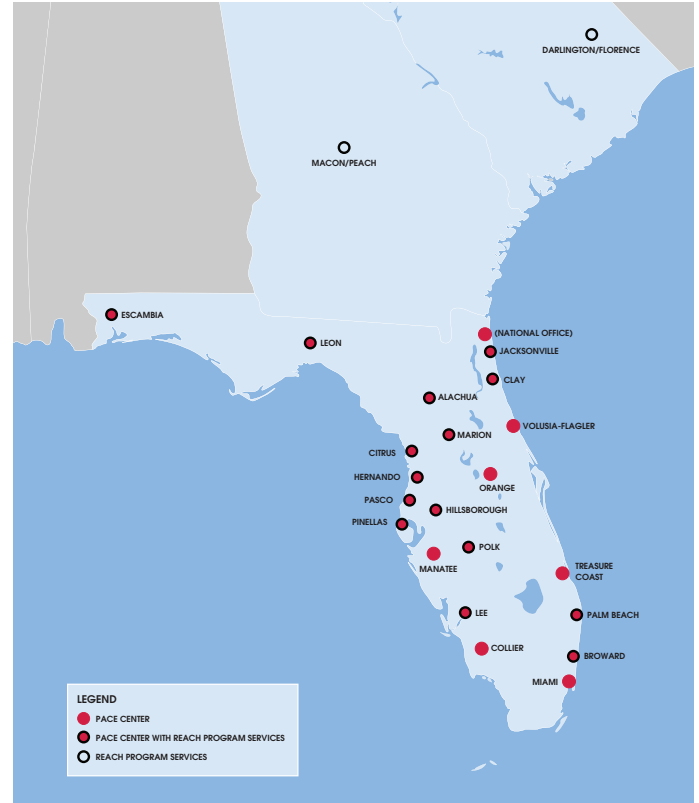 DARLINGTON/FLORENCE
MACON/PEACH
ESCAMBIA
(NATIONAL OFFICE)
LEON
JACKSONVILLE
CLAY
ALACHUA
VOLUSIA-FLAGLER
MARION
CITRUS
HERNANDO
ORANGE
PASCO
HILLSBOROUGH
PINELLAS
POLK
MANATEE
TREASURE
COAST
LEE
PALM BEACH
COLLIER
BROWARD
MIAMI
LEGEND
PACE CENTER
PACE CENTER WITH REACH PROGRAM SERVICES
REACH PROGRAM SERVICES